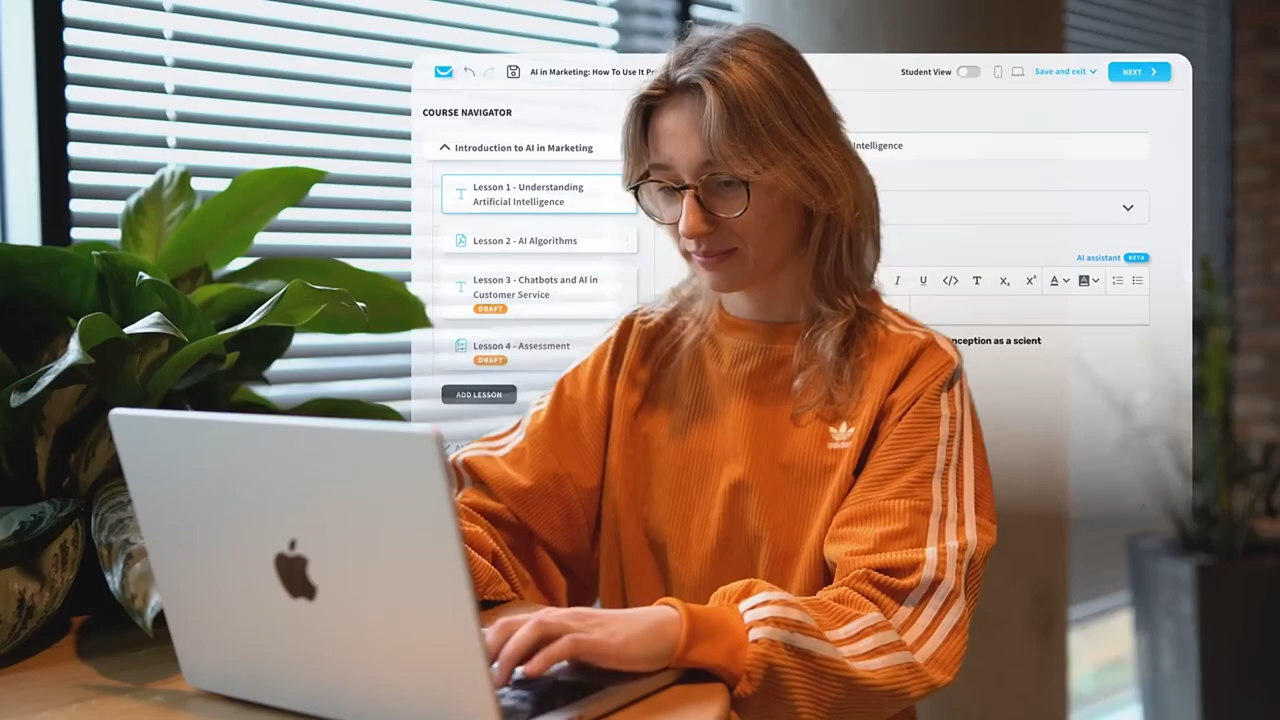 AI in Marketing: How To Use It Pr
Student View
Save and exit
NEXT
COURSE NAVIGATOR
Introduction to AI in Marketing
Intelligence
Lesson 1 - Understanding
Artificial Intelligence
Lesson 2 - AI Algorithms
AI assistant BETA
Lesson 3 - Chatbots and AI in
Customer Service
DRAFT
Lesson 4 - Assessment
DRAFT
nception as a scient
ADD LESSON
adidas